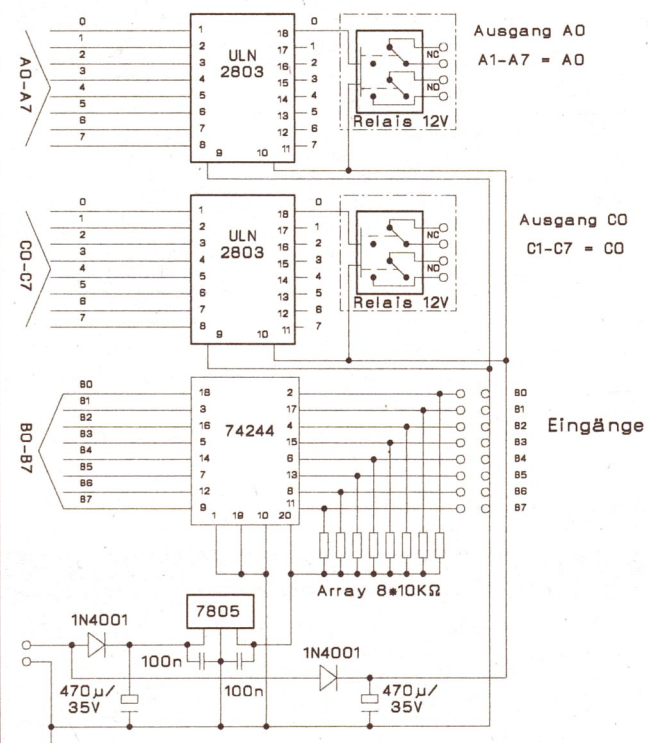 A0-A7
0
1
2
3
4
5
6
7
1
2
3
4
5
6
7
8
ULN
2803
9
10
18
17
16
15
14
13
12
11
0
1
2
3
4
5
6
7
NC
NO
Relais 12V
Ausgang A0
A1-A7 = A0
C0-C7
0
1
2
3
4
5
6
7
1
2
3
4
5
6
7
8
ULN
2803
9
10
18
17
16
15
14
13
12
11
0
1
2
3
4
5
6
7
NC
NO
Relais 12V
Ausgang C0
C1-C7 = C0
B0-B7
B0
B1
B2
B3
B4
B5
B6
B7
18
3
16
5
14
7
12
9
74244
1
19
10
20
2
17
4
15
6
13
8
11
B0
B1
B2
B3
B4
B5
B6
B7
Eingänge
Array 8*10KΩ
7805
1N4001
100n
100n
1N4001
470µ/
35V
470µ/
35V